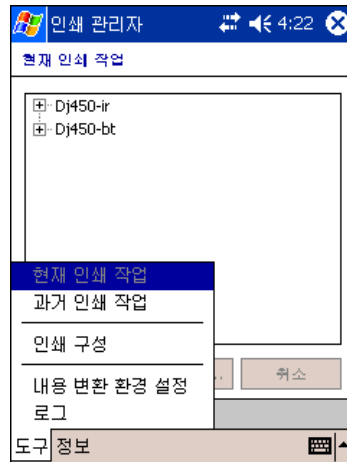 인쇄 관리자 4:22
현재 인쇄 작업
Dj450-ir
Dj450-bt
현재 인쇄 작업
과거 인쇄 작업
인쇄 구성
내용 변환 환경 설정
로그
.. 취소
도구 정보